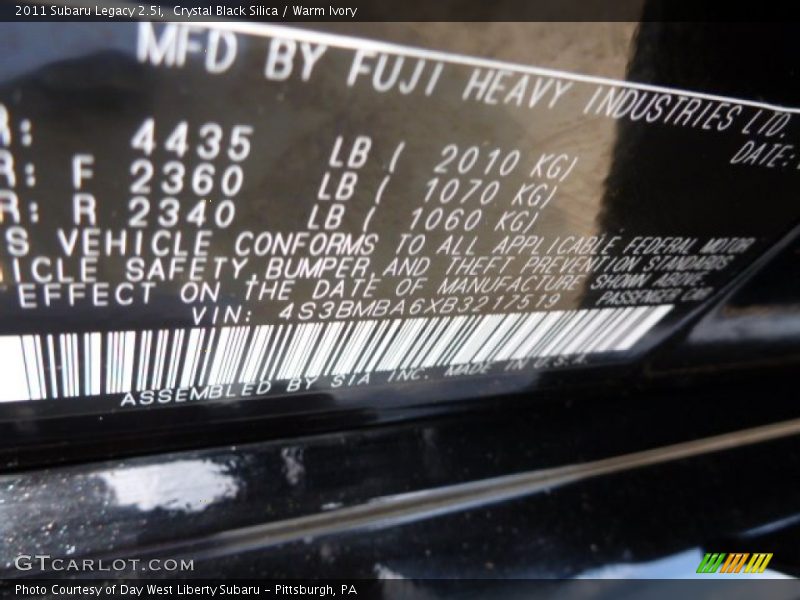 2011 Subaru Legacy 2.5i, Crystal Black Silica / Warm Ivory
MFD BY FUJI HEAVY INDUSTRIES LTD.
R: 4435 LB ( 2010 KG) DATE:
R: F 2360 LB ( 1070 KG)
R: R 2340 LB ( 1060 KG)
S VEHICLE CONFORMS TO ALL APPLICABLE FEDERAL MOTOR
ICLE SAFETY, BUMPER, AND THEFT PREVENTION STANDARDS
EFFECT ON THE DATE OF MANUFACTURE SHOWN ABOVE.
VIN: 4S3BMBA6XB3217519 PASSENGER CAR
ASSEMBLED BY SIA INC. MADE IN U.S.A.
GTCARLOT.COM
Photo Courtesy of Day West Liberty Subaru - Pittsburgh, PA